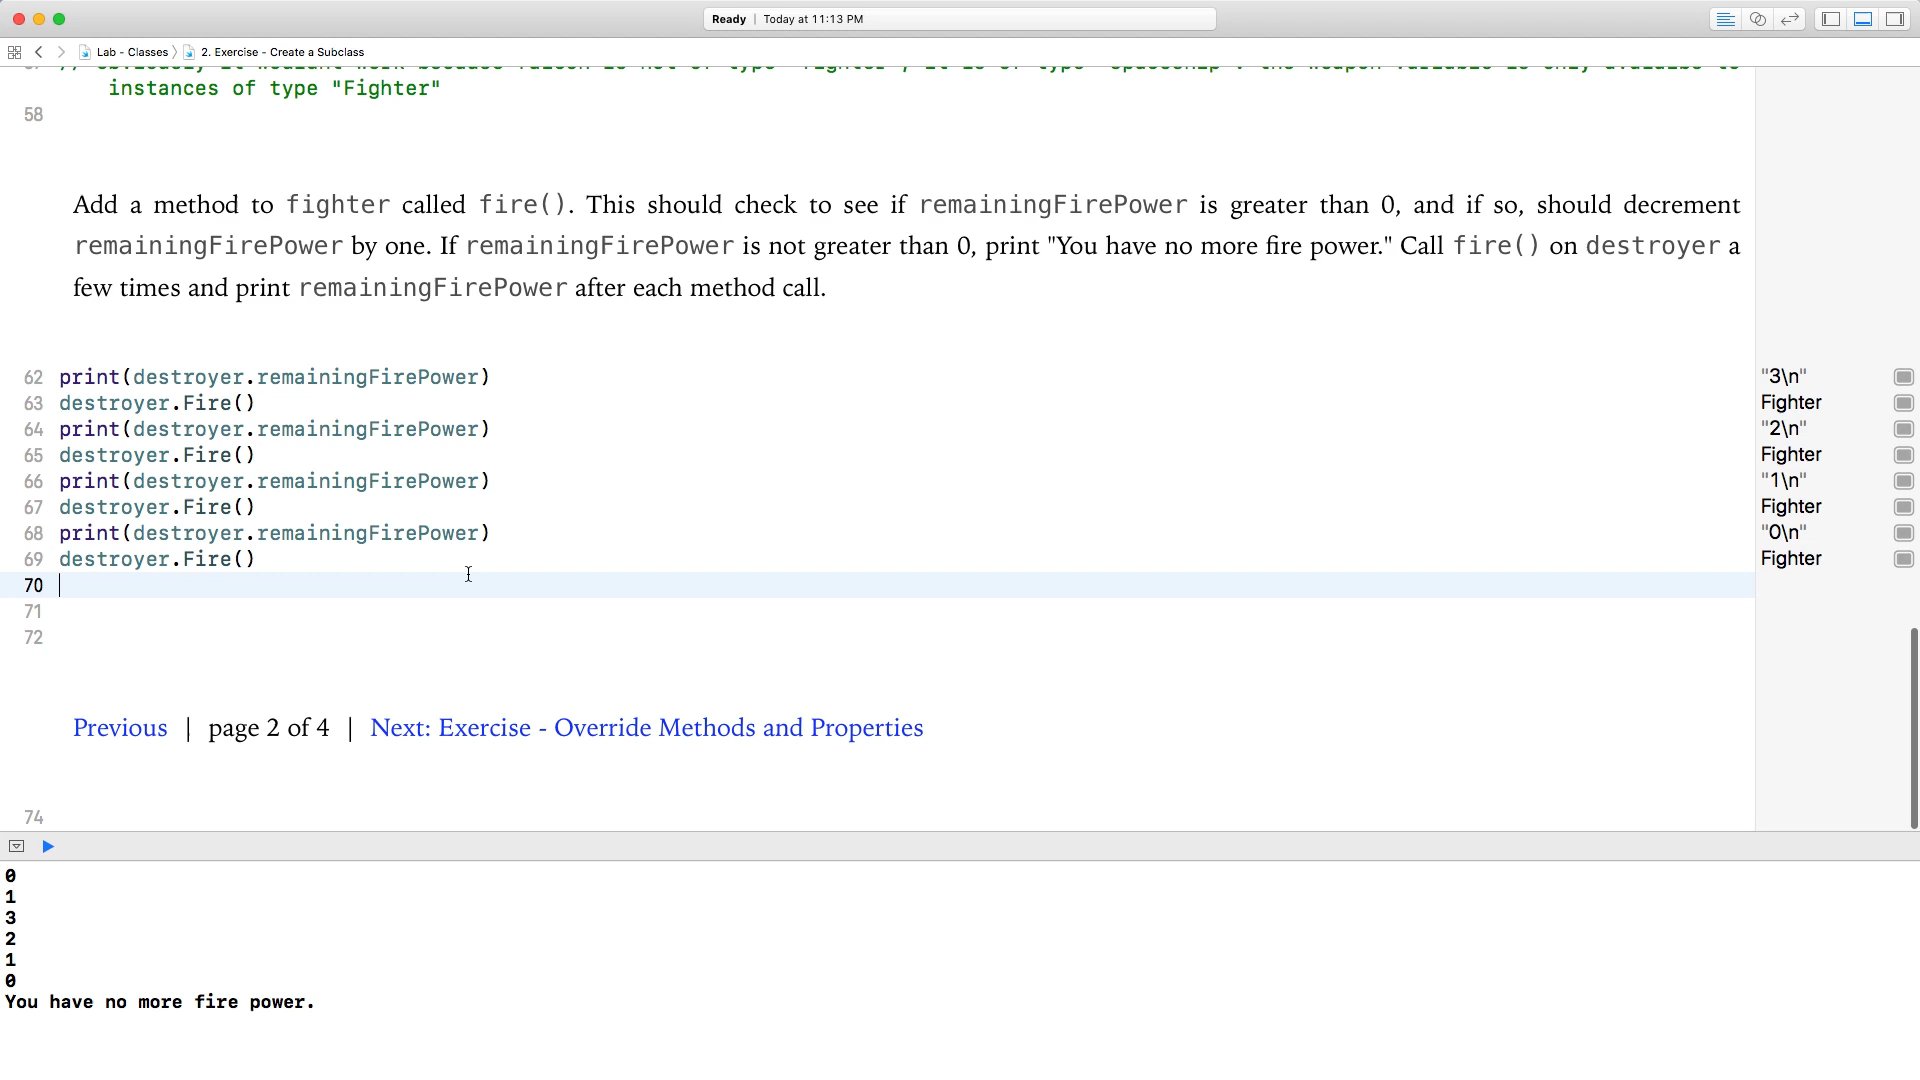 Ready | Today at 11:13 PM
Lab - Classes 〉 2. Exercise - Create a Subclass
instances of type "Fighter"
58
Add a method to fighter called fire(). This should check to see if remainingFirePower is greater than 0, and if so, should decrement
remainingFirePower by one. If remainingFirePower is not greater than 0, print "You have no more fire power." Call fire() on destroyer a
few times and print remainingFirePower after each method call.
62 print(destroyer.remainingFirePower) "3\n"
63 destroyer.Fire() Fighter
64 print(destroyer.remainingFirePower) "2\n"
65 destroyer.Fire() Fighter
66 print(destroyer.remainingFirePower) "1\n"
67 destroyer.Fire() Fighter
68 print(destroyer.remainingFirePower) "0\n"
69 destroyer.Fire() Fighter
70
71
72
Previous | page 2 of 4 | Next: Exercise - Override Methods and Properties
74
0
1
3
2
1
0
You have no more fire power.